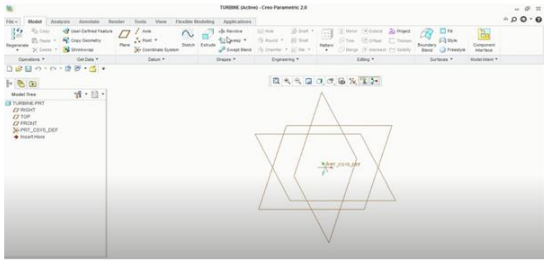 TURBINE (Active) - Creo Parametric 2.0
File Model Analysis Annotate Render Tools View Flexible Modeling Applications
Copy User-Defined Feature Axis Revolve Hole Shell Mirror Extend Project Fill
Paste Copy Geometry Point Sweep Round Trim Offset Style
Regenerate Shrinkwrap Plane Coordinate System Sketch Extrude Swept Blend Chamfer Rib Pattern Merge Intersect Solidify Boundary Blend Freestyle Component Interface
Operations Get Data Datum Shapes Engineering Editing Surfaces Model Intent
Model Tree
TURBINE.PRT
RIGHT
TOP
FRONT
PRT_CSYS_DEF
Insert Here
PRT_CSYS_DEF